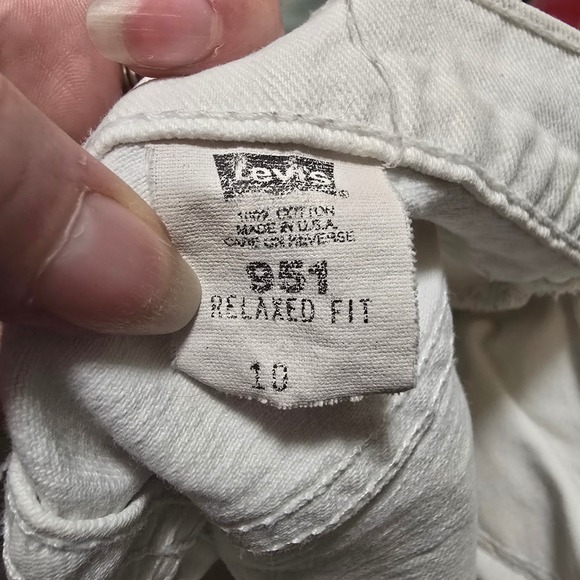 Levi's
®
100% COTTON
MADE IN U.S.A.
CARE ON REVERSE
951
RELAXED FIT
10